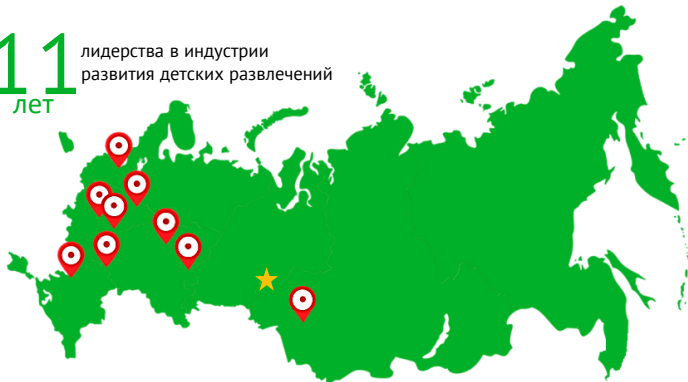 11
лет
лидерства в индустрии
развития детских развлечений